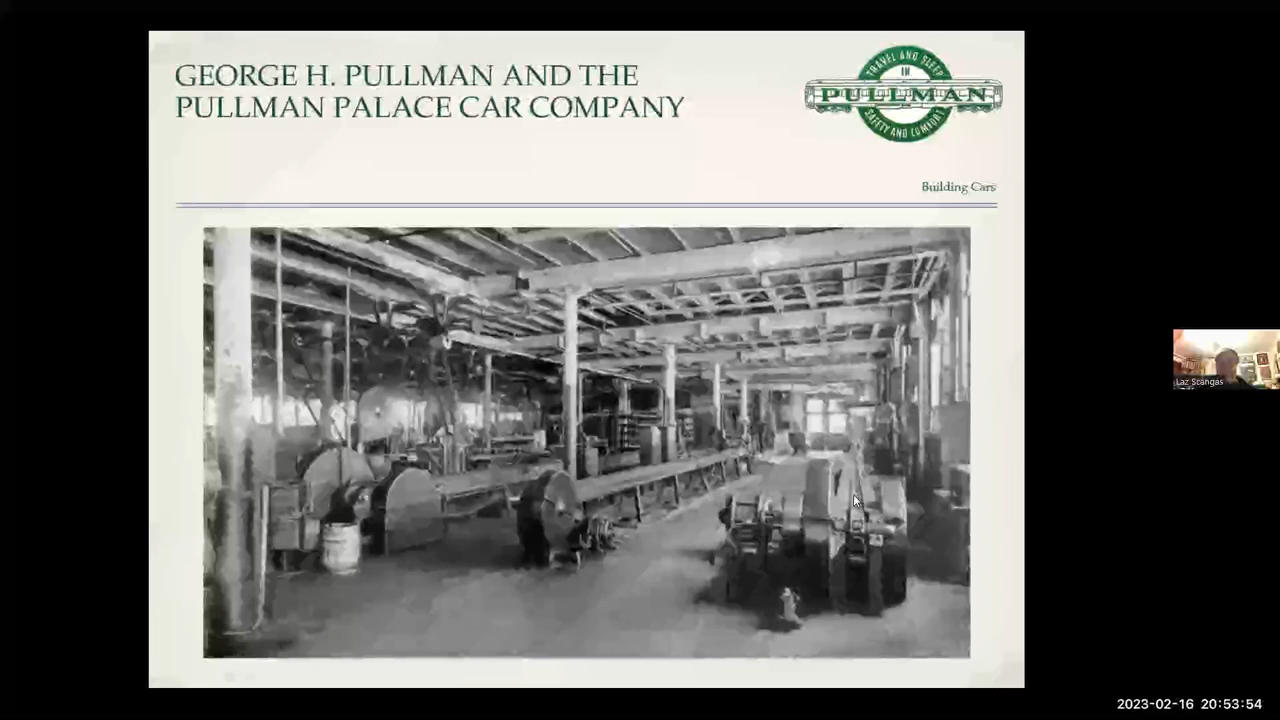 GEORGE H. PULLMAN AND THE
PULLMAN PALACE CAR COMPANY
TRAVEL AND SLEEP
IN
PULLMAN
SAFETY AND COMFORT
Building Cars
Laz Scangas
2023-02-16 20:53:54